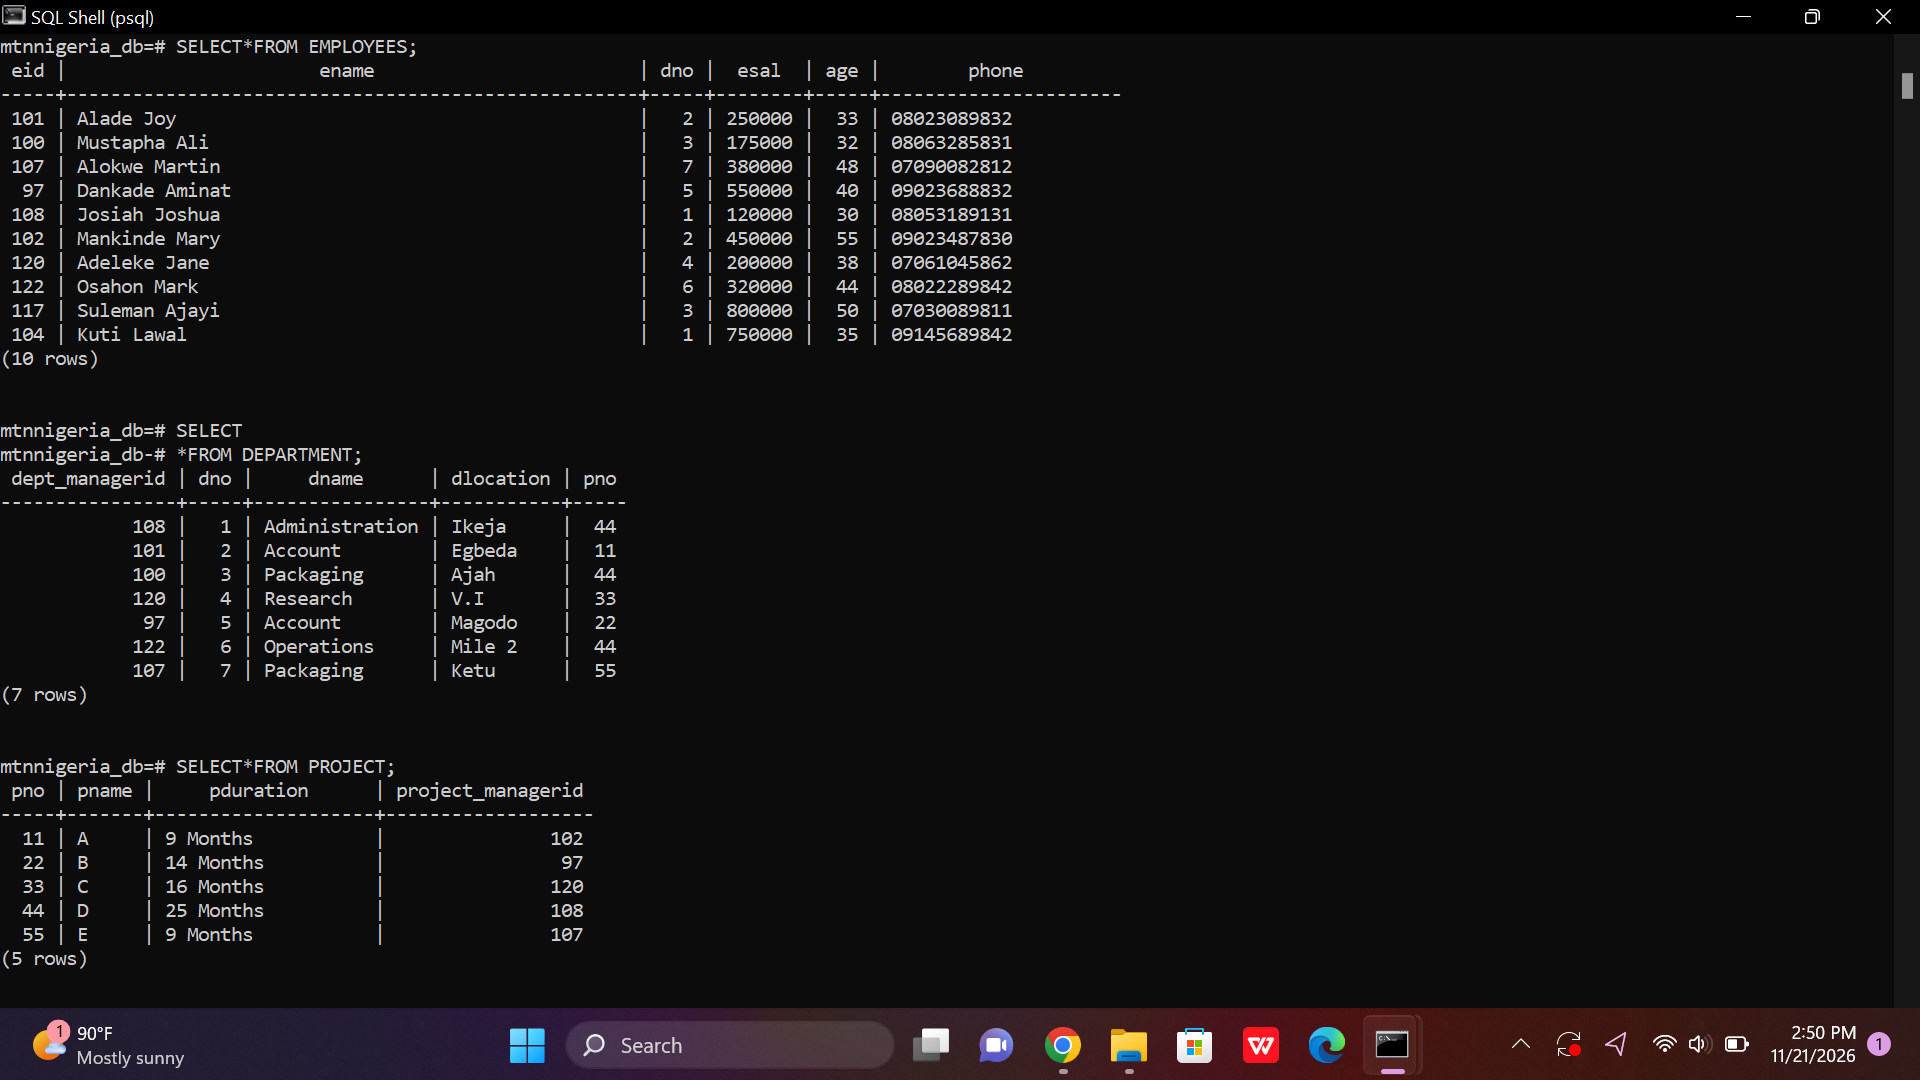 SQL Shell (psql)
mtnnigeria_db=# SELECT*FROM EMPLOYEES;
 eid |                       ename                        | dno |  esal  | age |        phone
-----+----------------------------------------------------+-----+--------+-----+----------------------
 101 | Alade Joy                                          |   2 | 250000 |  33 | 08023089832
 100 | Mustapha Ali                                       |   3 | 175000 |  32 | 08063285831
 107 | Alokwe Martin                                      |   7 | 380000 |  48 | 07090082812
  97 | Dankade Aminat                                     |   5 | 550000 |  40 | 09023688832
 108 | Josiah Joshua                                      |   1 | 120000 |  30 | 08053189131
 102 | Mankinde Mary                                      |   2 | 450000 |  55 | 09023487830
 120 | Adeleke Jane                                       |   4 | 200000 |  38 | 07061045862
 122 | Osahon Mark                                        |   6 | 320000 |  44 | 08022289842
 117 | Suleman Ajayi                                      |   3 | 800000 |  50 | 07030089811
 104 | Kuti Lawal                                         |   1 | 750000 |  35 | 09145689842
(10 rows)
mtnnigeria_db=# SELECT
mtnnigeria_db-# *FROM DEPARTMENT;
 dept_managerid | dno |     dname      | dlocation | pno
----------------+-----+----------------+-----------+-----
            108 |   1 | Administration | Ikeja     |  44
            101 |   2 | Account        | Egbeda    |  11
            100 |   3 | Packaging      | Ajah      |  44
            120 |   4 | Research       | V.I       |  33
             97 |   5 | Account        | Magodo    |  22
            122 |   6 | Operations     | Mile 2    |  44
            107 |   7 | Packaging      | Ketu      |  55
(7 rows)
mtnnigeria_db=# SELECT*FROM PROJECT;
 pno | pname |     pduration      | project_managerid
-----+-------+--------------------+-------------------
  11 | A     | 9 Months           |               102
  22 | B     | 14 Months          |                97
  33 | C     | 16 Months          |               120
  44 | D     | 25 Months          |               108
  55 | E     | 9 Months           |               107
(5 rows)
1
90°F
Mostly sunny
Search
W
C:\_
2:50 PM
11/21/2026
1